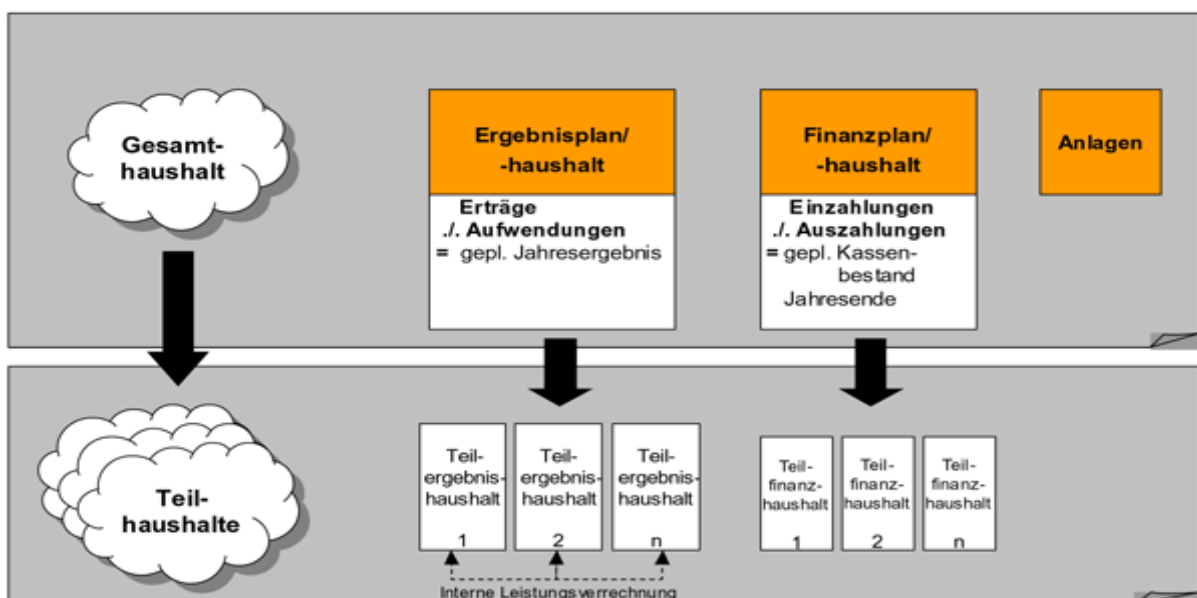 Gesamt-
haushalt
Ergebnisplan/
-haushalt
Erträge
./. Aufwendungen
= gepl. Jahresergebnis
Finanzplan/
-haushalt
Einzahlungen
./. Auszahlungen
= gepl. Kassen-
bestand
Jahresende
Anlagen
Teil-
haushalte
Teil-
ergebnis-
haushalt
1
Teil-
ergebnis-
haushalt
2
Teil-
ergebnis-
haushalt
n
Interne Leistungsverrechnung
Teil-
finanz-
haushalt
1
Teil-
finanz-
haushalt
2
Teil-
finanz-
haushalt
n